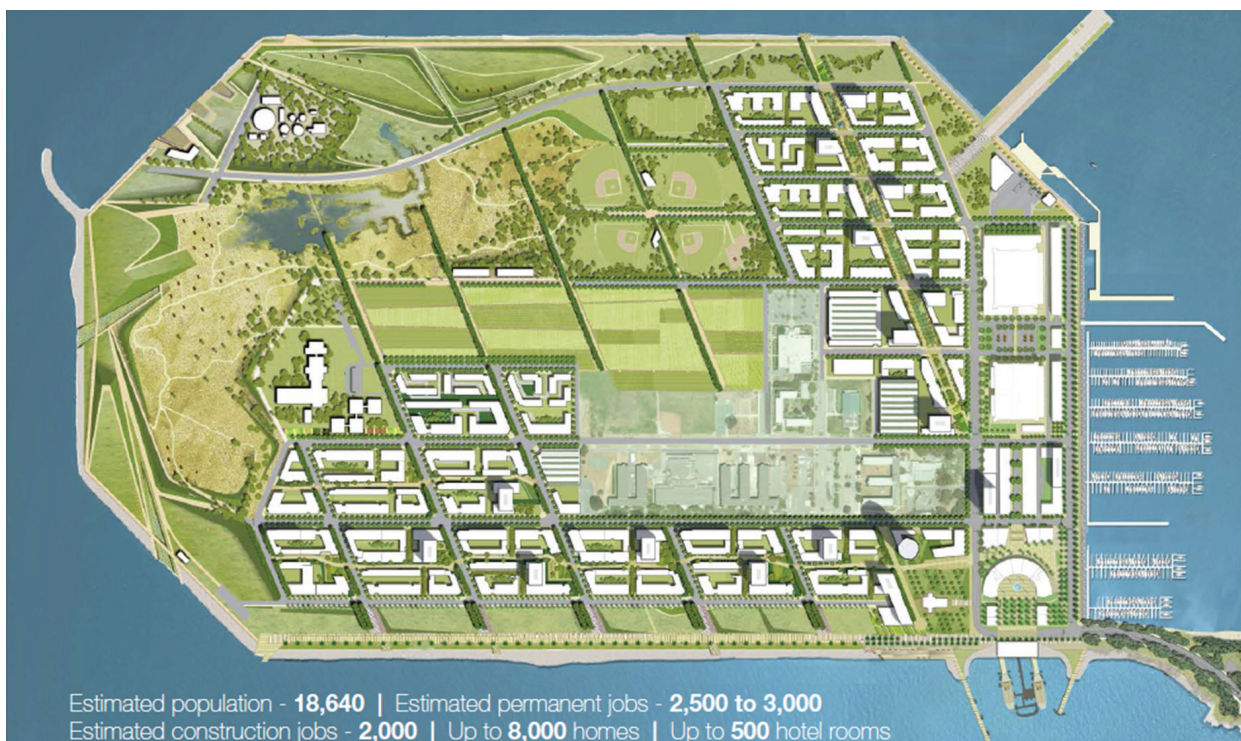 Estimated population - 18,640 | Estimated permanent jobs - 2,500 to 3,000
Estimated construction jobs - 2,000 | Up to 8,000 homes | Up to 500 hotel rooms